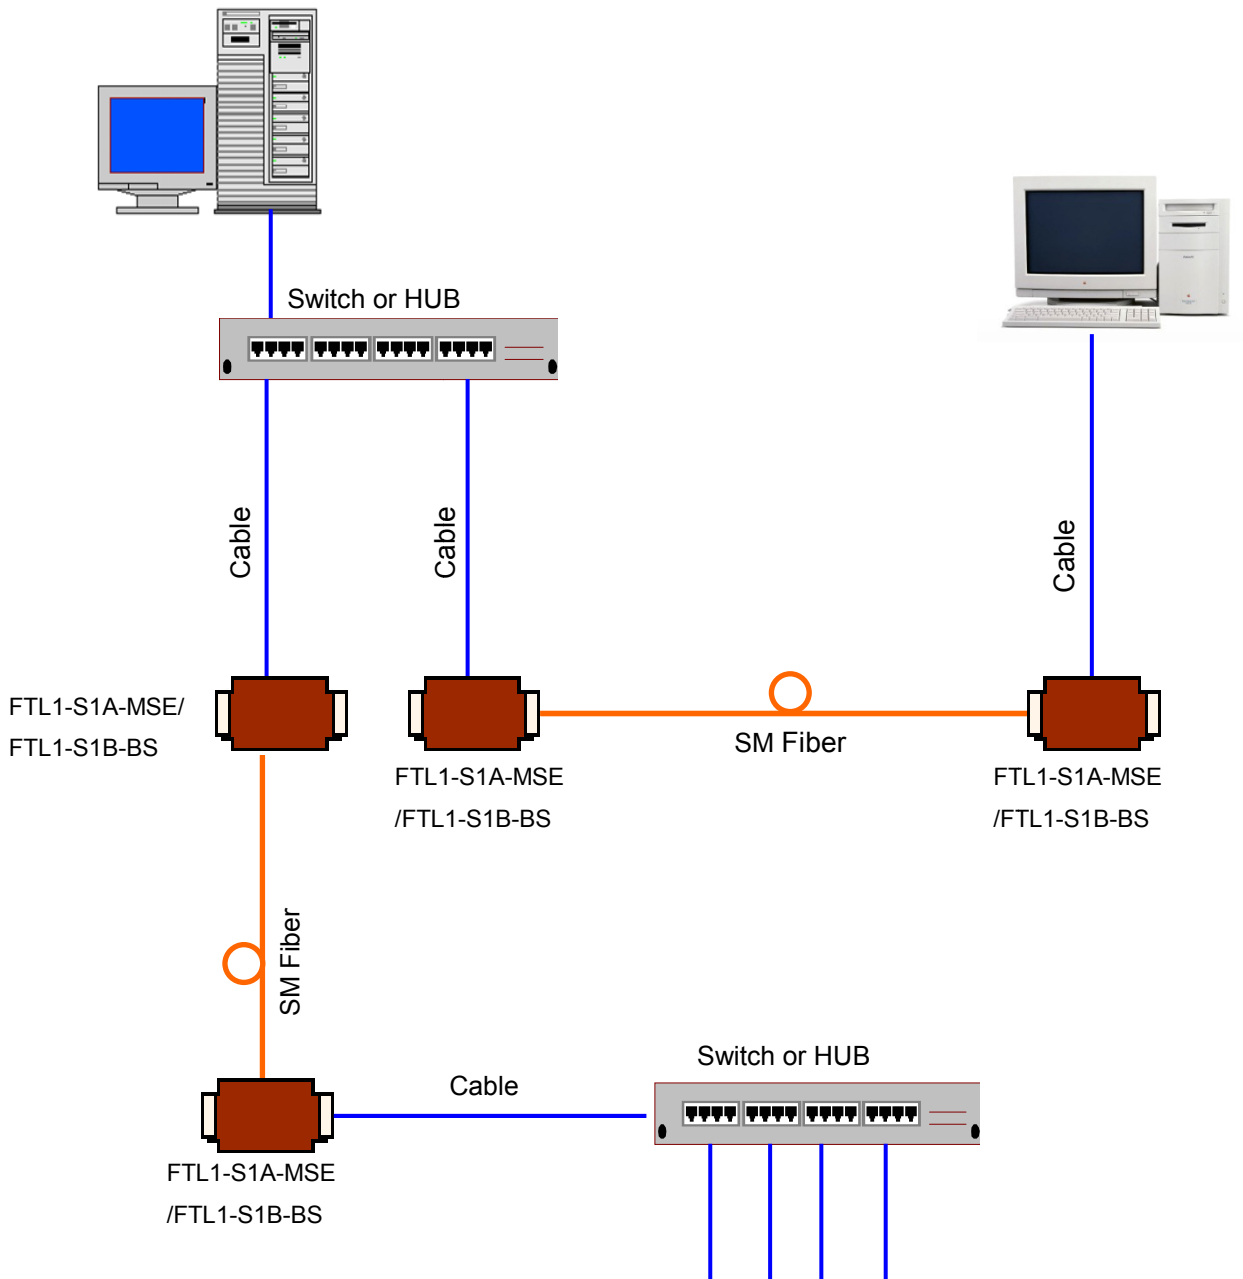 Switch or HUB
Cable
Cable
Cable
FTL1-S1A-MSE/
FTL1-S1B-BS
SM Fiber
FTL1-S1A-MSE
/FTL1-S1B-BS
FTL1-S1A-MSE
/FTL1-S1B-BS
SM Fiber
Switch or HUB
Cable
FTL1-S1A-MSE
/FTL1-S1B-BS